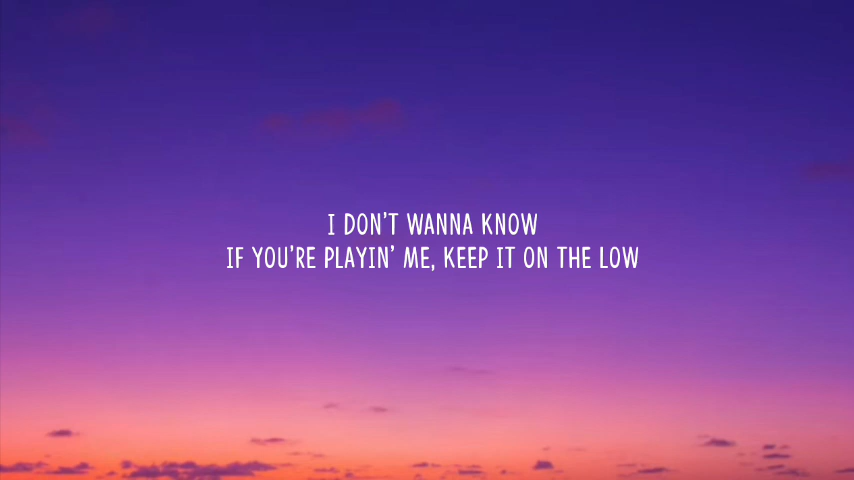 I DON'T WANNA KNOW
IF YOU'RE PLAYIN' ME, KEEP IT ON THE LOW